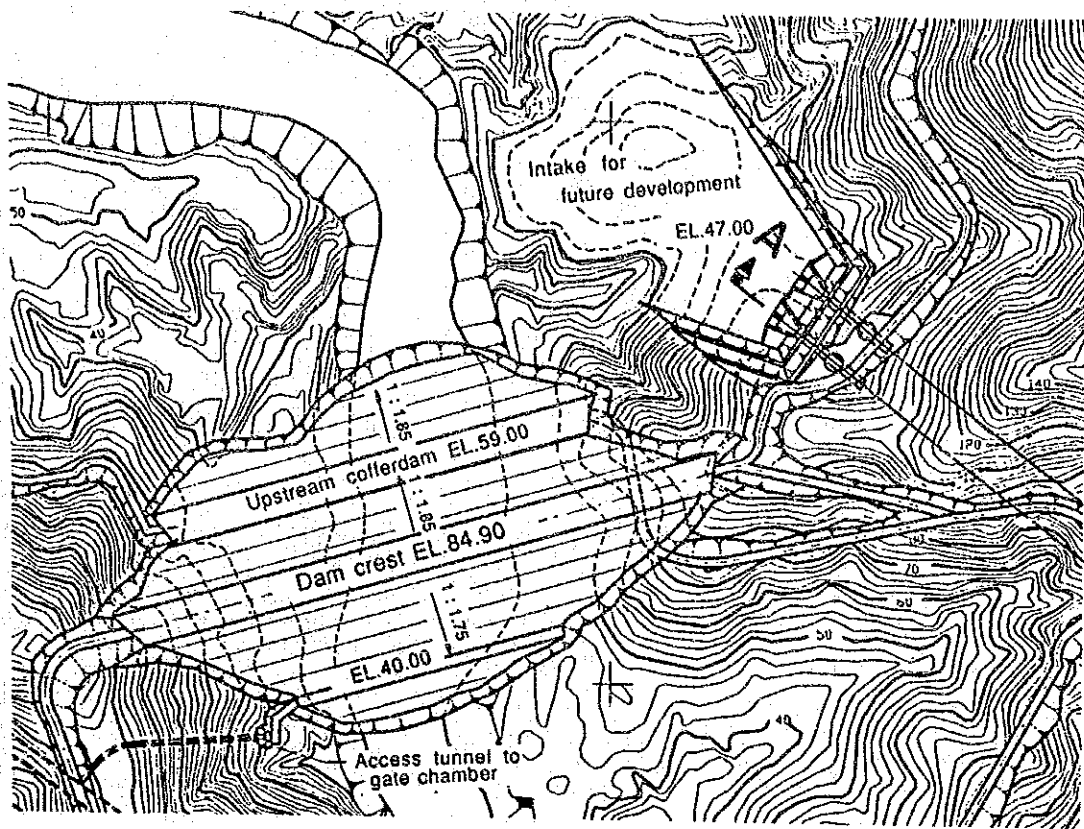 Intake for
future development
EL.47.00
50
40
1 : 1.85
Upstream cofferdam EL.59.00
1 : 1.85
Dam crest EL.84.90
1 : 1.75
EL.40.00
Access tunnel to
gate chamber
140
120
70
60
50
40